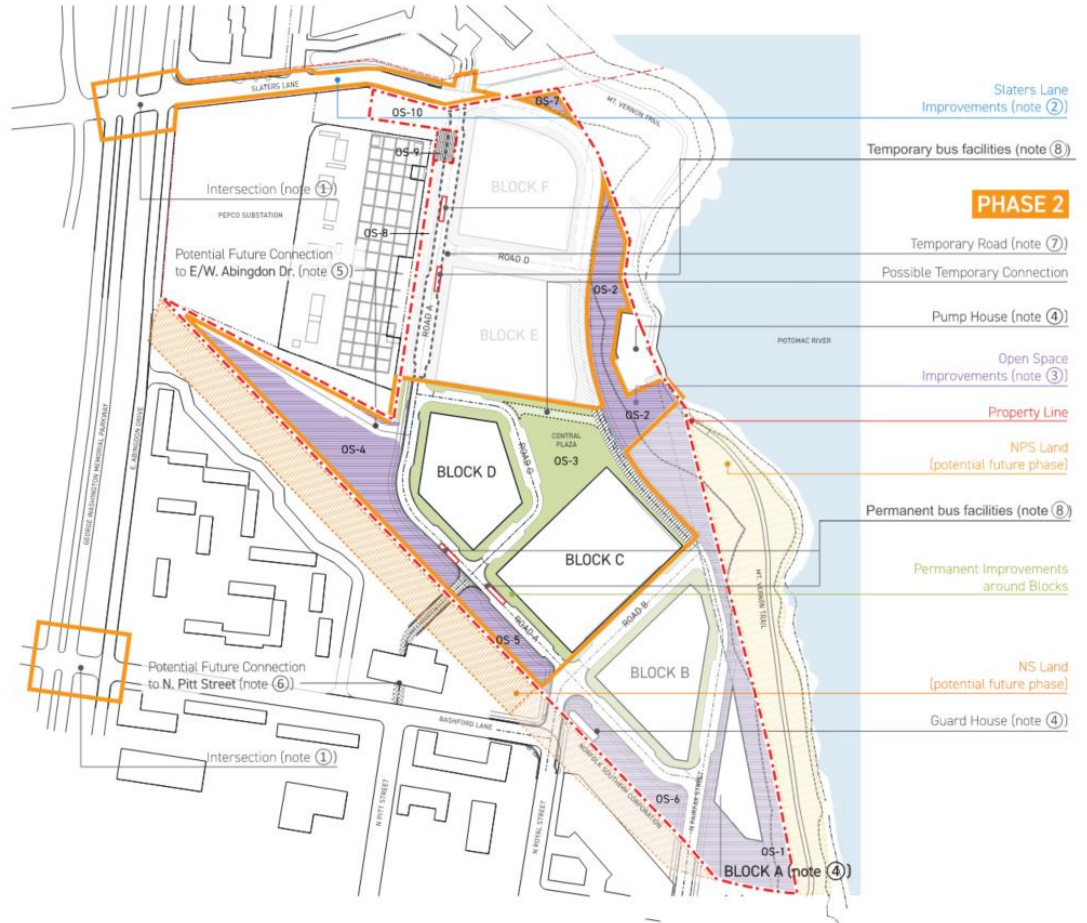 SLATERS LANE
OS-7
MT. VERNON TRAIL
OS-10
OS-9
BLOCK F
Intersection (note ①)
PEPCO SUBSTATION
OS-8
Potential Future Connection
to E/W. Abingdon Dr. (note ⑤)
ROAD D
ROAD A
OS-2
BLOCK E
POTOMAC RIVER
GEORGE WASHINGTON MEMORIAL PARKWAY
E. ABINGDON DRIVE
OS-4
OS-2
CENTRAL
PLAZA
OS-3
BLOCK D
ROAD C
BLOCK C
MT. VERNON TRAIL
ROAD A
ROAD B
OS-5
BLOCK B
Potential Future Connection
to N. Pitt Street (note ⑥)
BASHFORD LANE
NORFOLK SOUTHERN CORPORATION
Intersection (note ①)
N PITT STREET
N ROYAL STREET
N FAIRFAX STREET
OS-6
OS-1
BLOCK A (note ④)
Slaters Lane
Improvements (note ②)
Temporary bus facilities (note ⑧)
PHASE 2
Temporary Road (note ⑦)
Possible Temporary Connection
Pump House (note ④)
Open Space
Improvements (note ③)
Property Line
NPS Land
(potential future phase)
Permanent bus facilities (note ⑧)
Permanent Improvements
around Blocks
NS Land
(potential future phase)
Guard House (note ④)